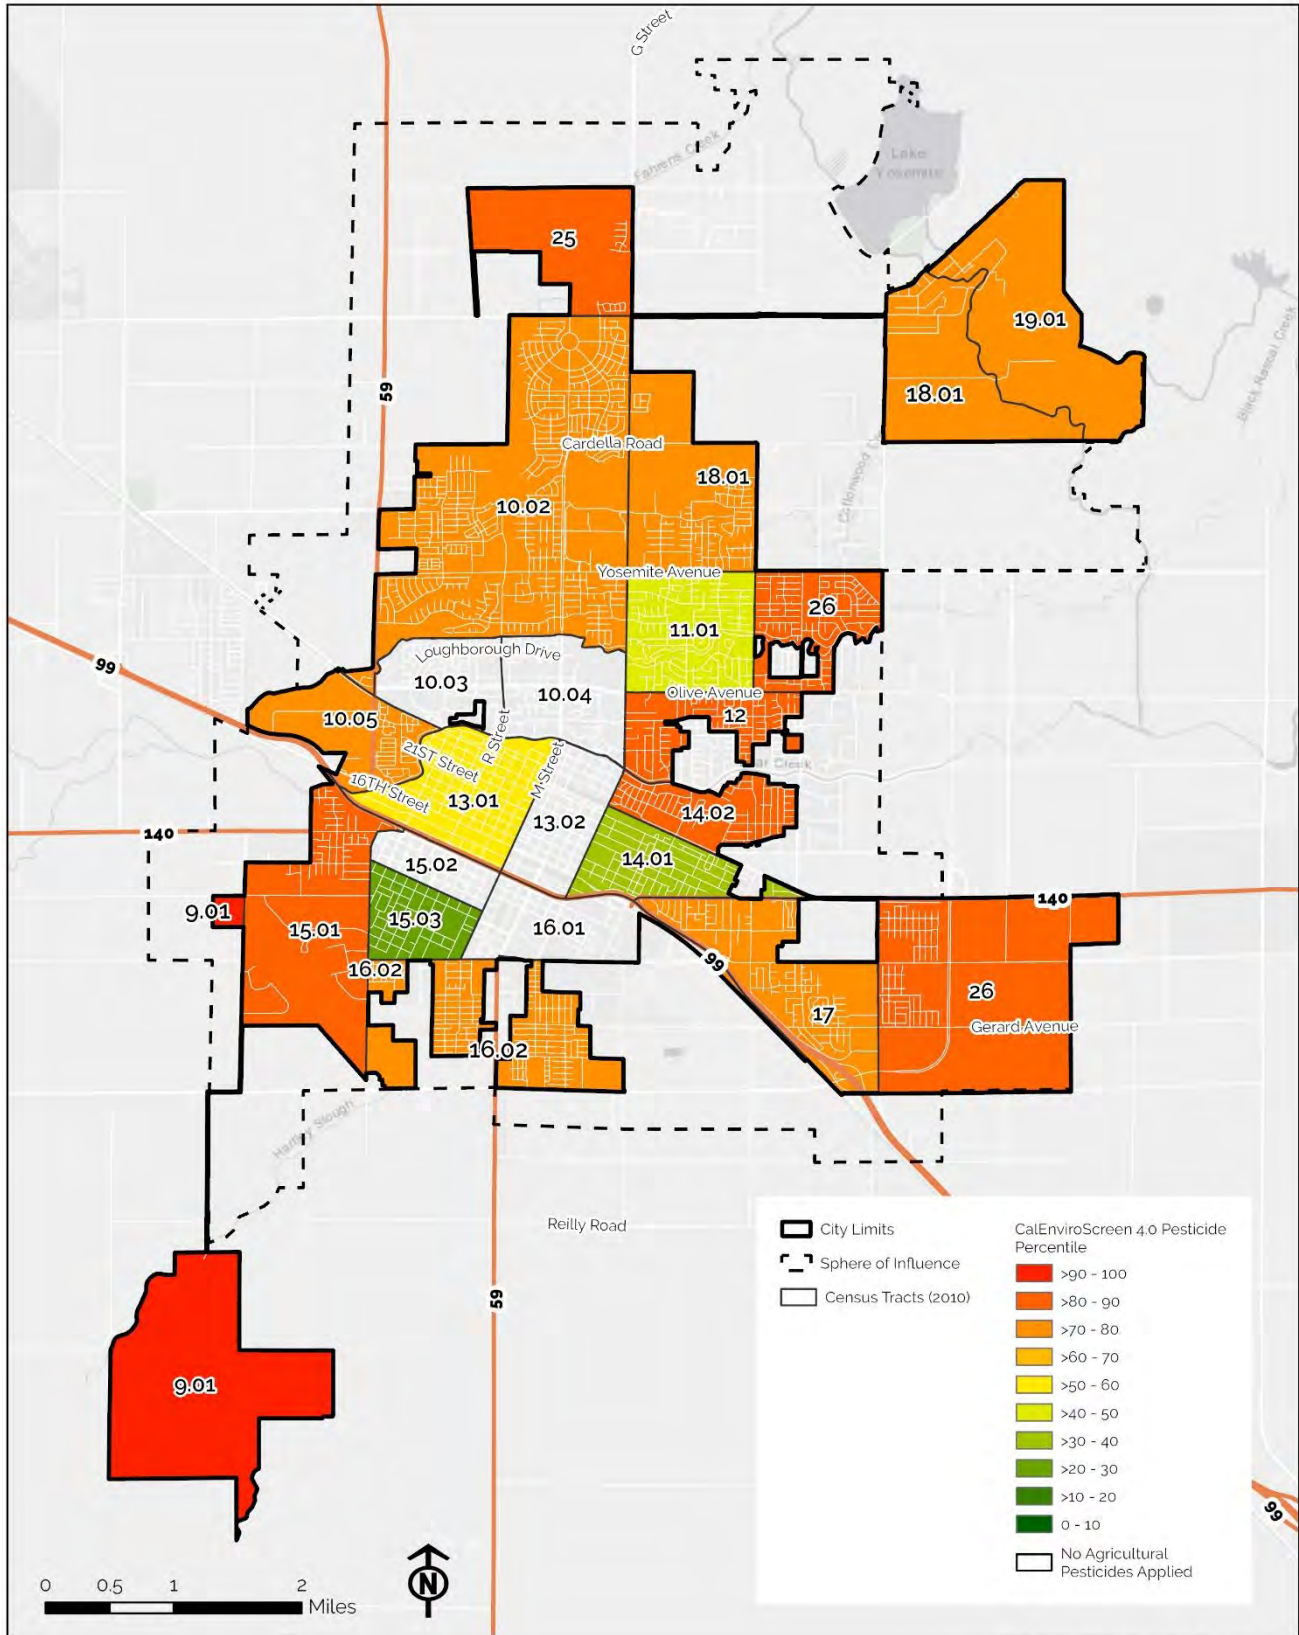 G Street
Fahrens Creek
Lake
Yosemite
25
59
19.01
18.01
Black Rascal Creek
Cardella Road
18.01
10.02
Yosemite Avenue
26
11.01
Loughborough Drive
99
10.03
10.04
Olive Avenue
12
10.05
R Street
21ST Street
M Street
16TH Street
13.01
14.02
13.02
140
15.02
14.01
9.01
15.01
15.03
16.01
140
16.02
99
26
17
Gerard Avenue
16.02
Hartley Slough
Reilly Road
59
9.01
99
City Limits
Sphere of Influence
Census Tracts (2010)
CalEnviroScreen 4.0 Pesticide
Percentile
>90 - 100
>80 - 90
>70 - 80
>60 - 70
>50 - 60
>40 - 50
>30 - 40
>20 - 30
>10 - 20
0 - 10
No Agricultural
Pesticides Applied
N
0 0.5 1 2
Miles